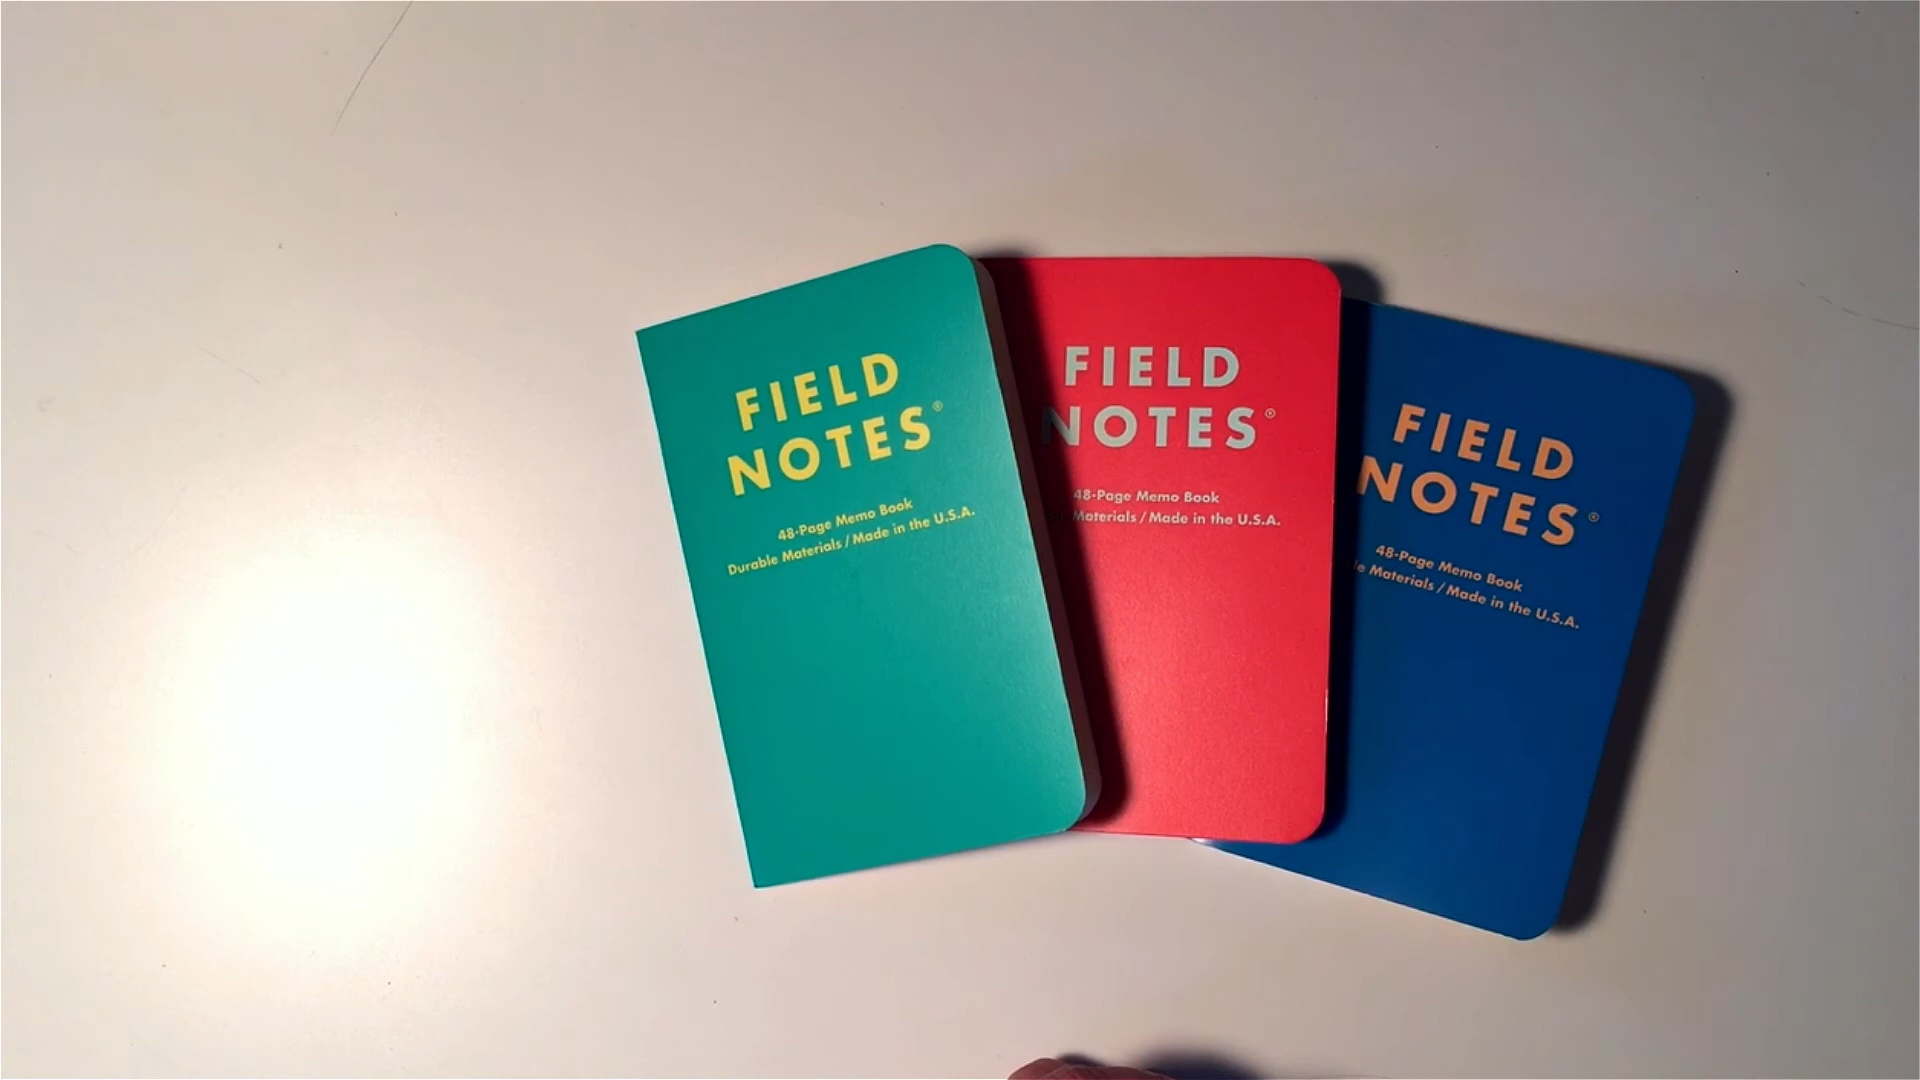 FIELD
NOTES®
48-Page Memo Book
Durable Materials / Made in the U.S.A.
FIELD
NOTES®
48-Page Memo Book
Materials / Made in the U.S.A.
FIELD
NOTES®
48-Page Memo Book
le Materials / Made in the U.S.A.